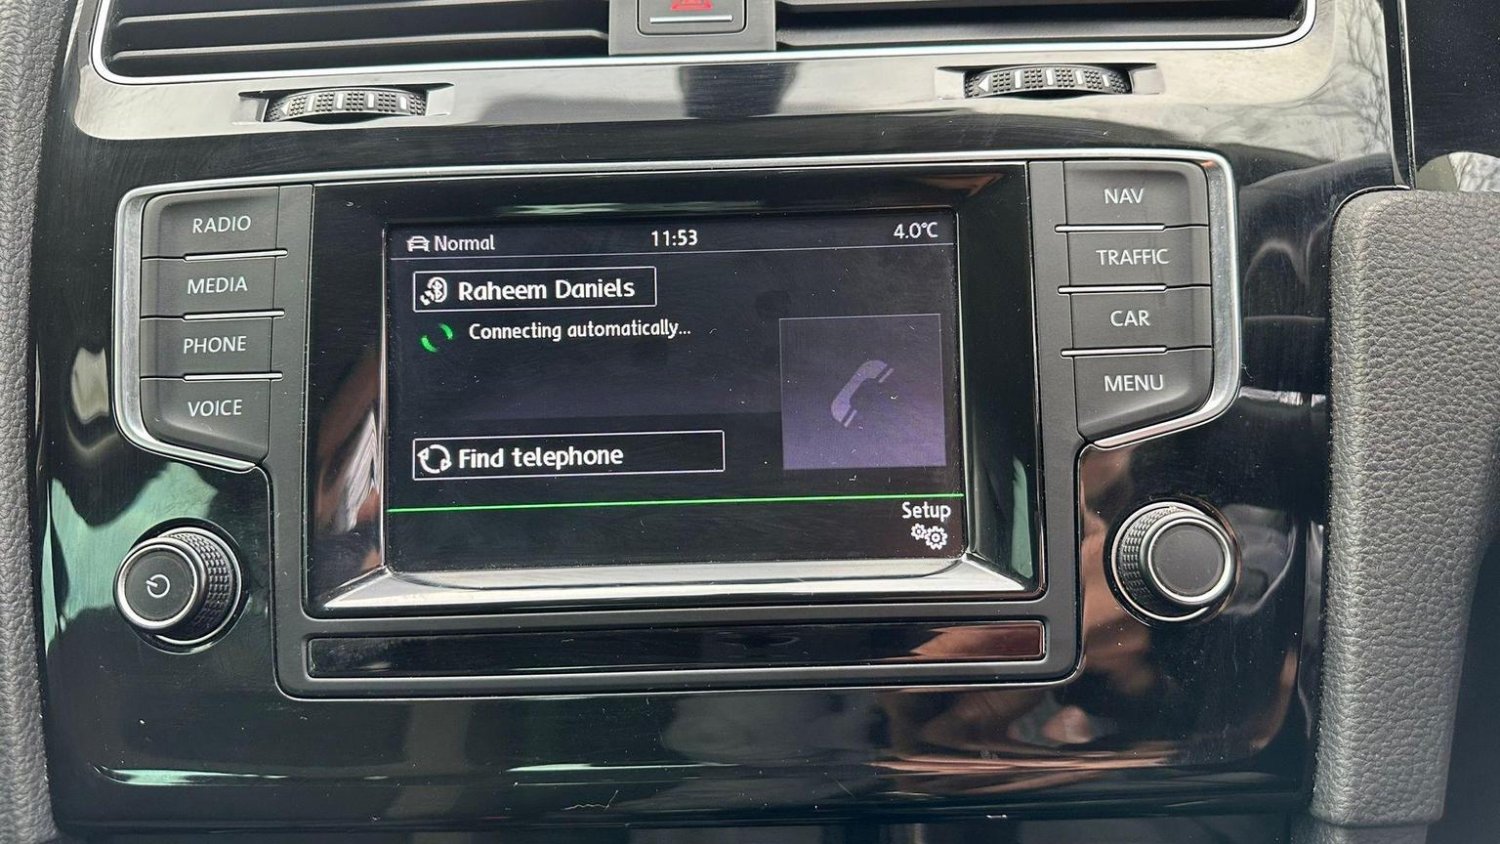 RADIO
MEDIA
PHONE
VOICE
Normal
11:53
4.0°C
Raheem Daniels
Connecting automatically...
Find telephone
Setup
NAV
TRAFFIC
CAR
MENU